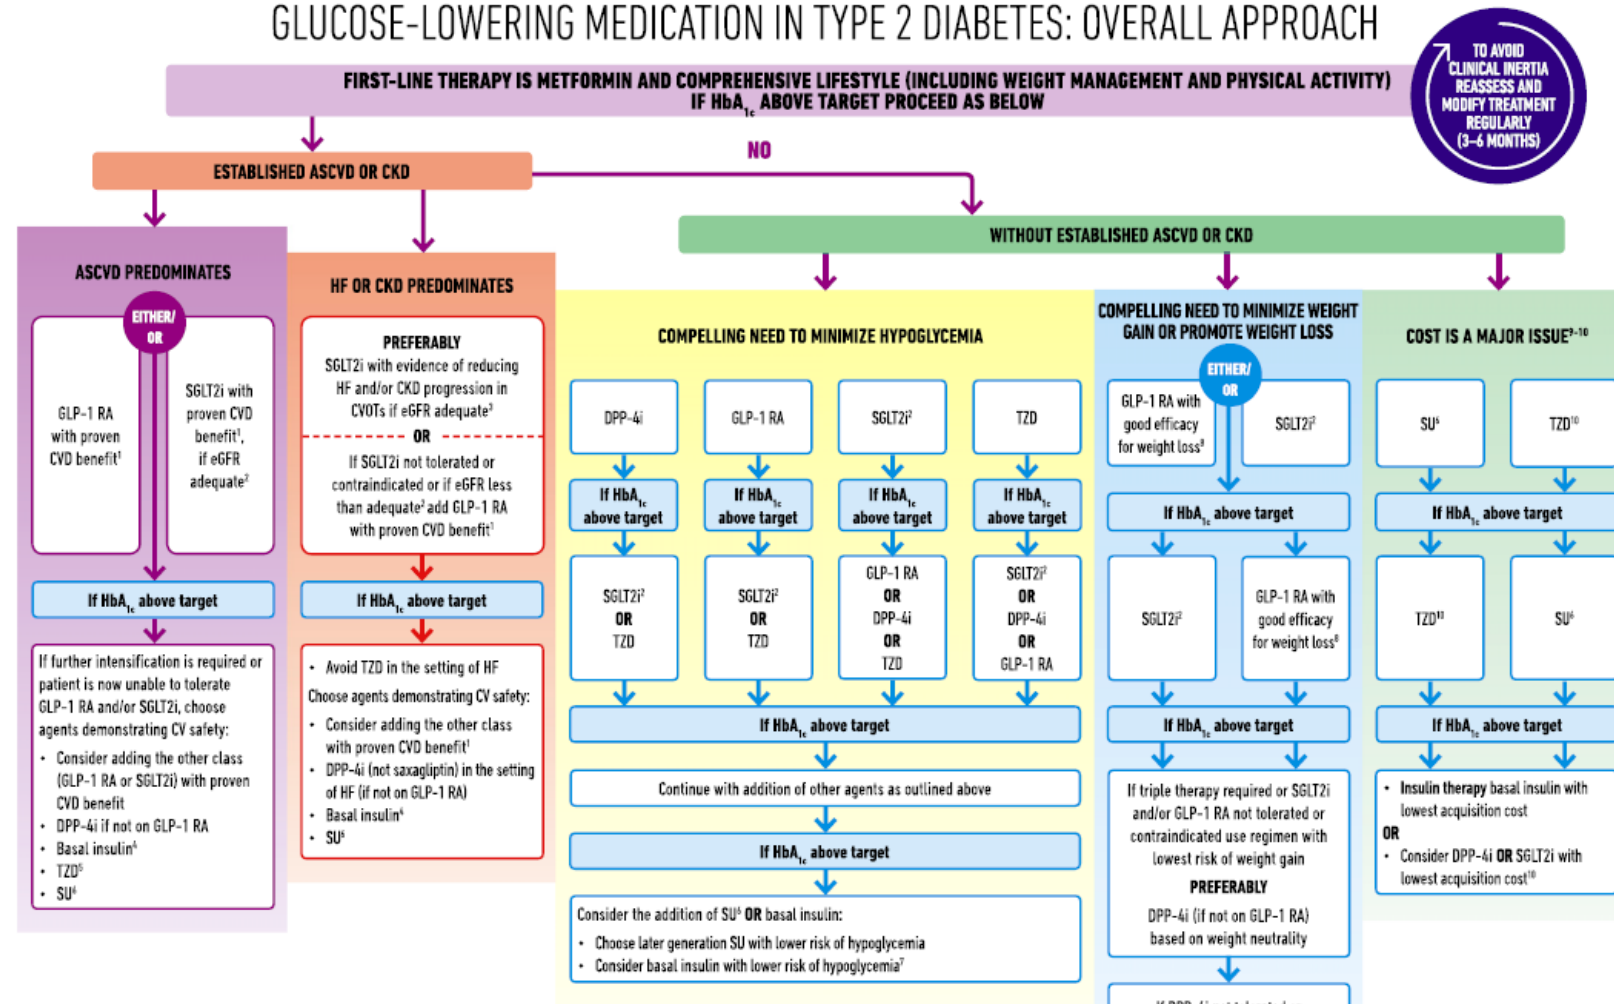 GLUCOSE-LOWERING MEDICATION IN TYPE 2 DIABETES: OVERALL APPROACH
TO AVOID
CLINICAL INERTIA
REASSESS AND
MODIFY TREATMENT
REGULARLY
(3–6 MONTHS)
FIRST-LINE THERAPY IS METFORMIN AND COMPREHENSIVE LIFESTYLE (INCLUDING WEIGHT MANAGEMENT AND PHYSICAL ACTIVITY)
IF HbA1c ABOVE TARGET PROCEED AS BELOW
NO
ESTABLISHED ASCVD OR CKD
WITHOUT ESTABLISHED ASCVD OR CKD
ASCVD PREDOMINATES
EITHER/
OR
GLP-1 RA
with proven
CVD benefit¹
SGLT2i with
proven CVD
benefit¹,
if eGFR
adequate²
If HbA1c above target
If further intensification is required or
patient is now unable to tolerate
GLP-1 RA and/or SGLT2i, choose
agents demonstrating CV safety:
• Consider adding the other class
(GLP-1 RA or SGLT2i) with proven
CVD benefit
• DPP-4i if not on GLP-1 RA
• Basal insulin⁴
• TZD⁵
• SU⁶
HF OR CKD PREDOMINATES
PREFERABLY
SGLT2i with evidence of reducing
HF and/or CKD progression in
CVOTs if eGFR adequate³
OR
If SGLT2i not tolerated or
contraindicated or if eGFR less
than adequate² add GLP-1 RA
with proven CVD benefit¹
If HbA1c above target
• Avoid TZD in the setting of HF
Choose agents demonstrating CV safety:
• Consider adding the other class
with proven CVD benefit¹
• DPP-4i (not saxagliptin) in the setting
of HF (if not on GLP-1 RA)
• Basal insulin⁴
• SU⁶
COMPELLING NEED TO MINIMIZE HYPOGLYCEMIA
DPP-4i
GLP-1 RA
SGLT2i²
TZD
If HbA1c
above target
If HbA1c
above target
If HbA1c
above target
If HbA1c
above target
SGLT2i²
OR
TZD
SGLT2i²
OR
TZD
GLP-1 RA
OR
DPP-4i
OR
TZD
SGLT2i²
OR
DPP-4i
OR
GLP-1 RA
If HbA1c above target
Continue with addition of other agents as outlined above
If HbA1c above target
Consider the addition of SU⁶ OR basal insulin:
• Choose later generation SU with lower risk of hypoglycemia
• Consider basal insulin with lower risk of hypoglycemia⁷
COMPELLING NEED TO MINIMIZE WEIGHT
GAIN OR PROMOTE WEIGHT LOSS
EITHER/
OR
GLP-1 RA with
good efficacy
for weight loss⁸
SGLT2i²
If HbA1c above target
SGLT2i²
GLP-1 RA with
good efficacy
for weight loss⁸
If HbA1c above target
If triple therapy required or SGLT2i
and/or GLP-1 RA not tolerated or
contraindicated use regimen with
lowest risk of weight gain
PREFERABLY
DPP-4i (if not on GLP-1 RA)
based on weight neutrality
COST IS A MAJOR ISSUE⁹⁻¹⁰
SU⁶
TZD¹⁰
If HbA1c above target
TZD¹⁰
SU⁶
If HbA1c above target
• Insulin therapy basal insulin with
lowest acquisition cost
OR
• Consider DPP-4i OR SGLT2i with
lowest acquisition cost¹⁰